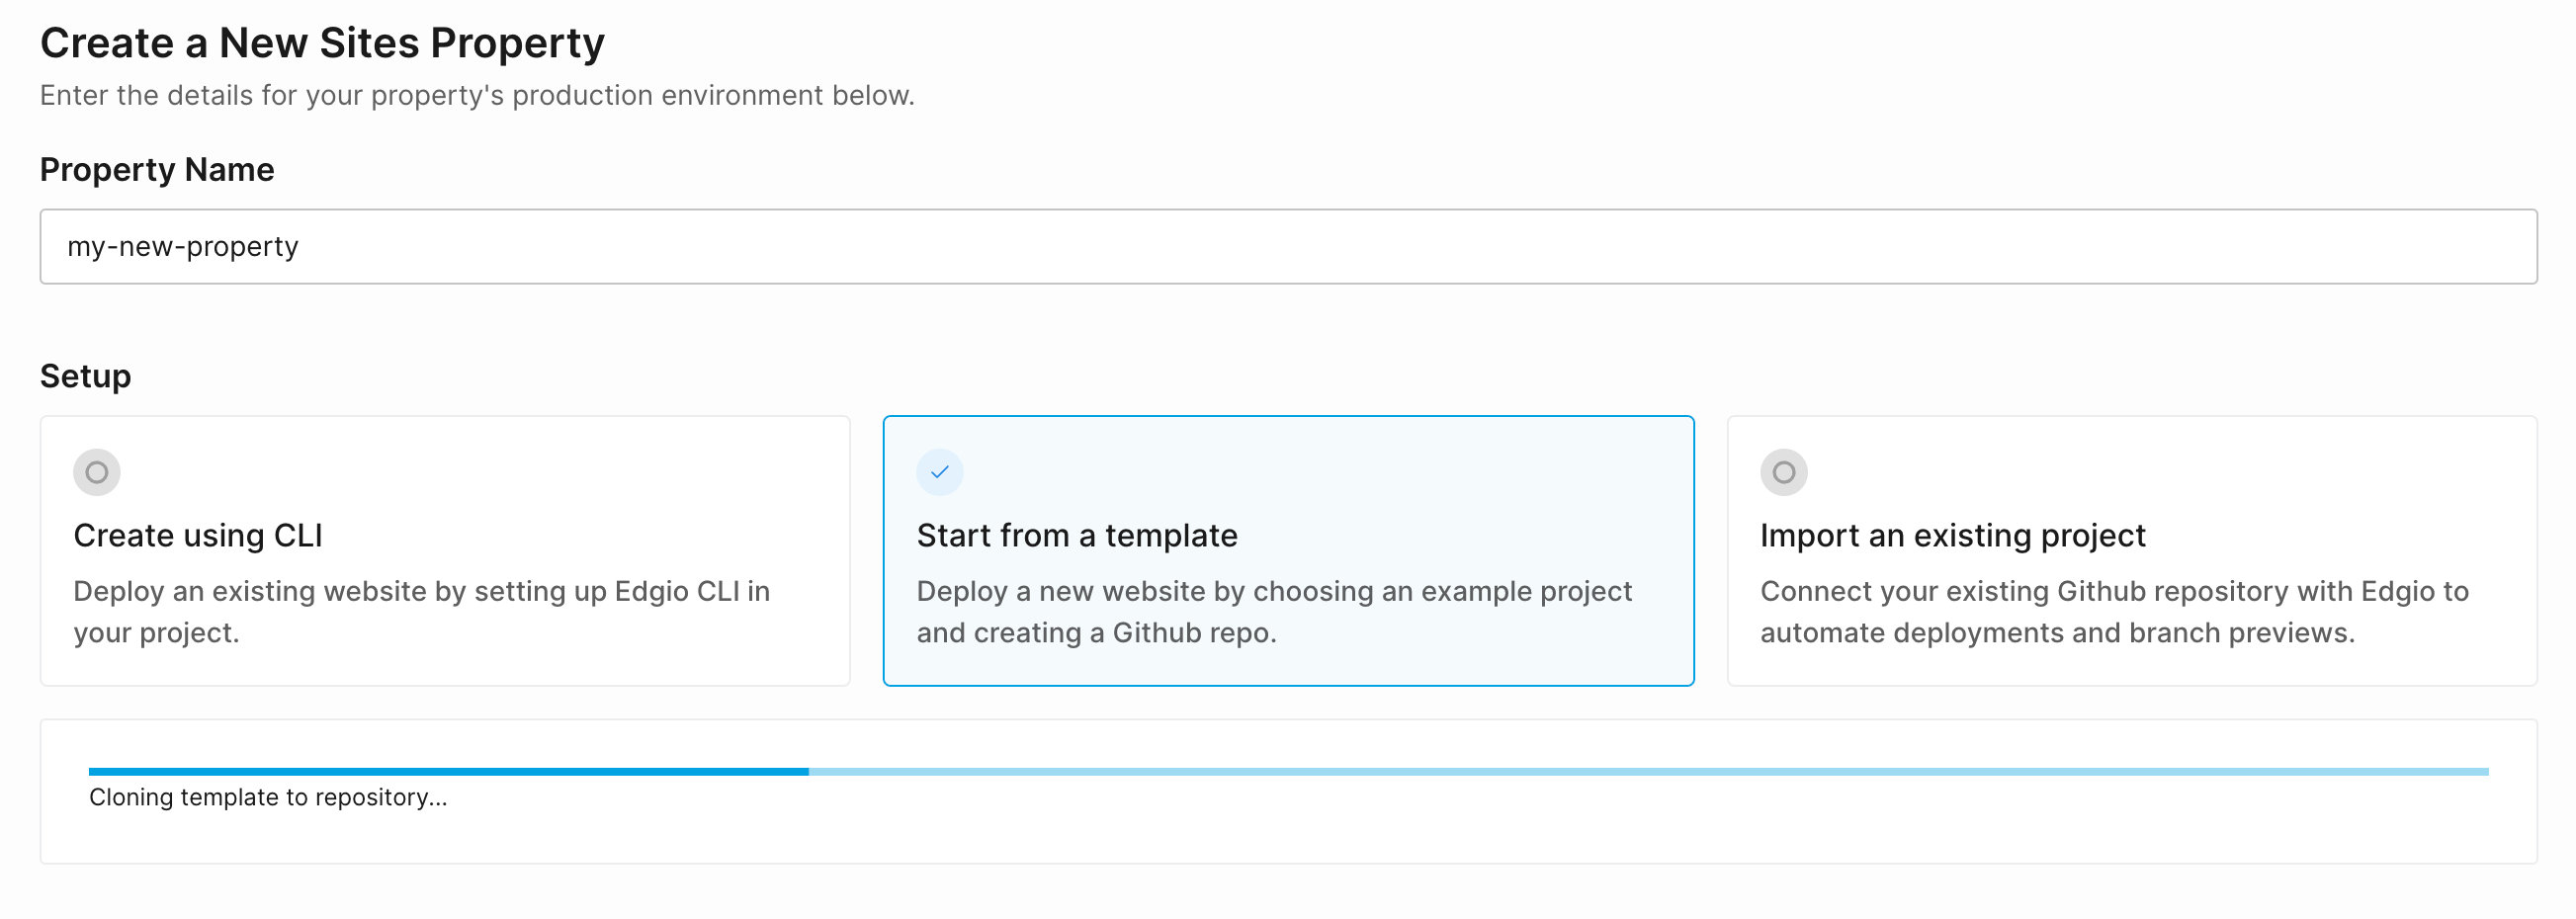 Create a New Sites Property
Enter the details for your property's production environment below.
Property Name
my-new-property
Setup
Create using CLI
Deploy an existing website by setting up Edgio CLI in
your project.
Start from a template
Deploy a new website by choosing an example project
and creating a Github repo.
Import an existing project
Connect your existing Github repository with Edgio to
automate deployments and branch previews.
Cloning template to repository...